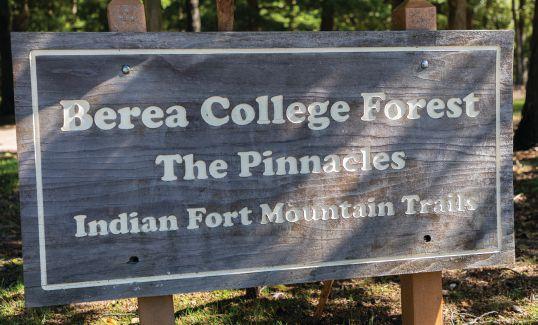 Berea College Forest
The Pinnacles
Indian Fort Mountain Trails